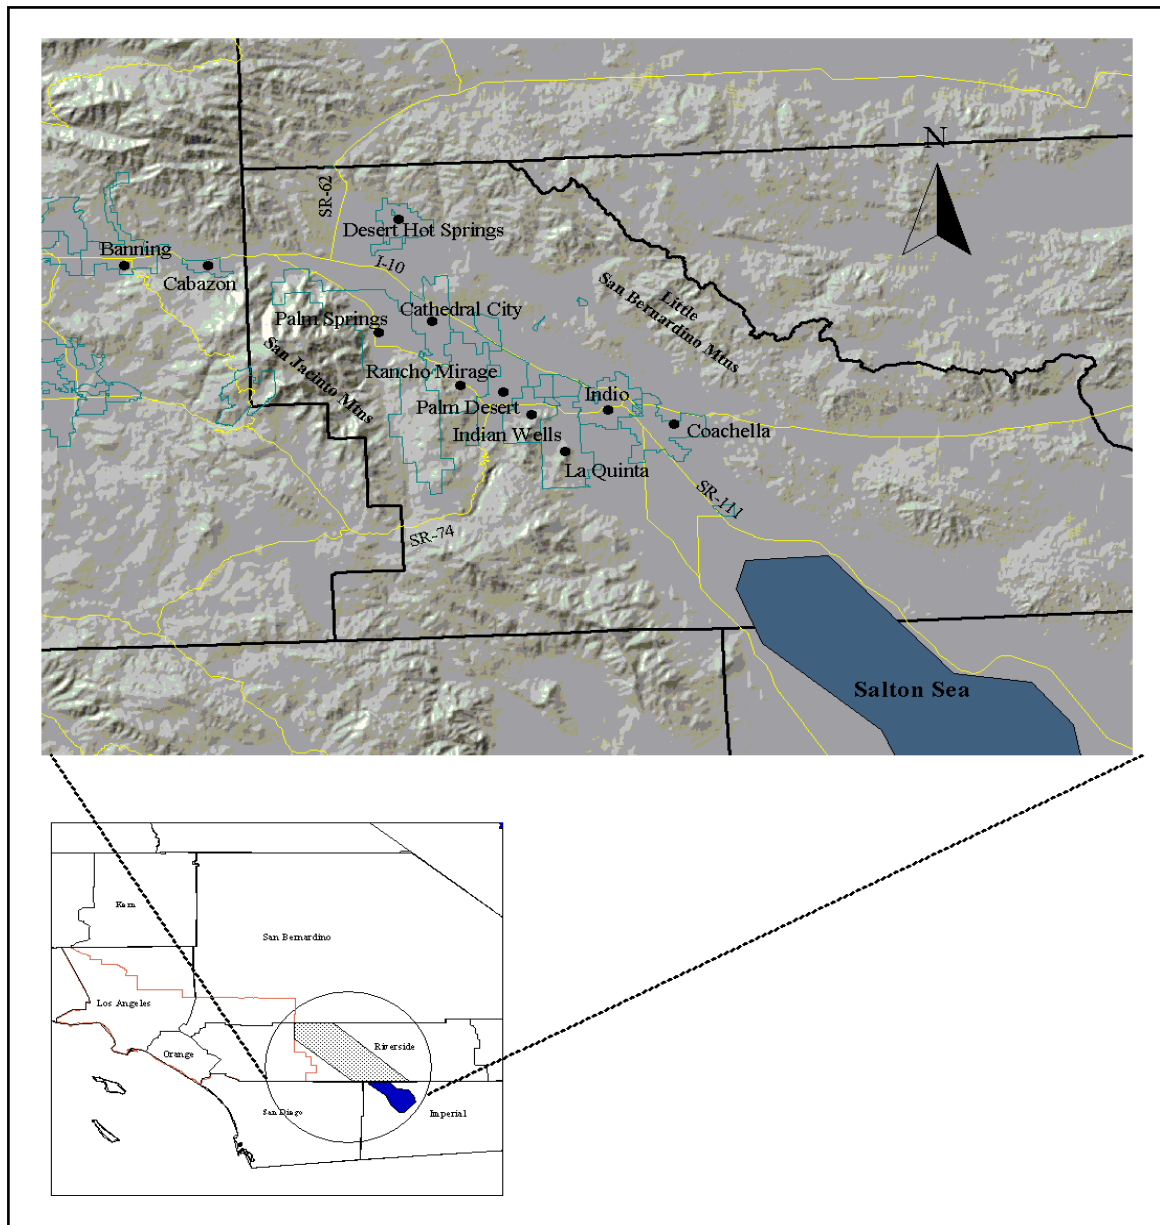 N
SR-62
Desert Hot Springs
Banning
I-10
Cabazon
Little
San Bernardino Mtns
Cathedral City
Palm Springs
San Jacinto Mtns
Rancho Mirage
Palm Desert
Indio
Indian Wells
Coachella
La Quinta
SR-111
SR-74
Salton Sea
Kern
San Bernardino
Los Angeles
Orange
Riverside
San Diego
Imperial